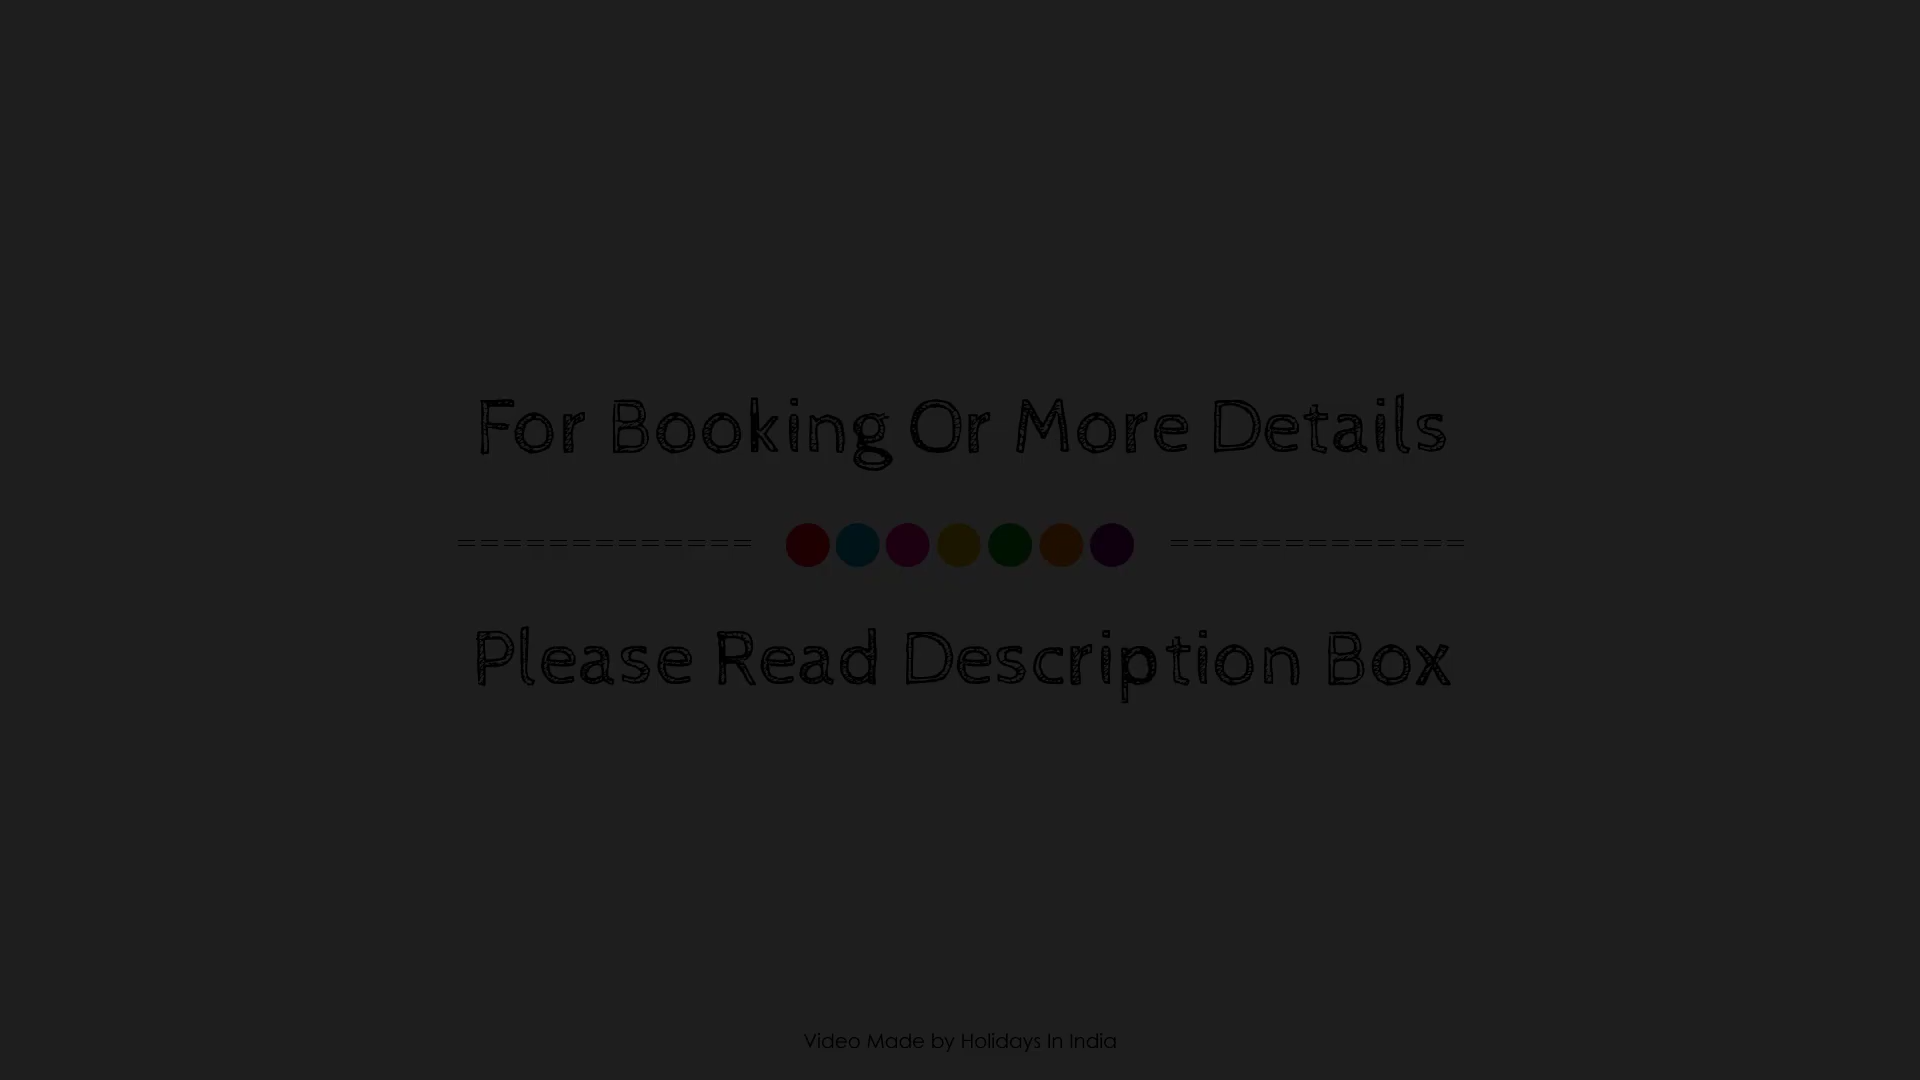 For Booking Or More Details
============= =============
Please Read Description Box
Video Made by Holidays In India